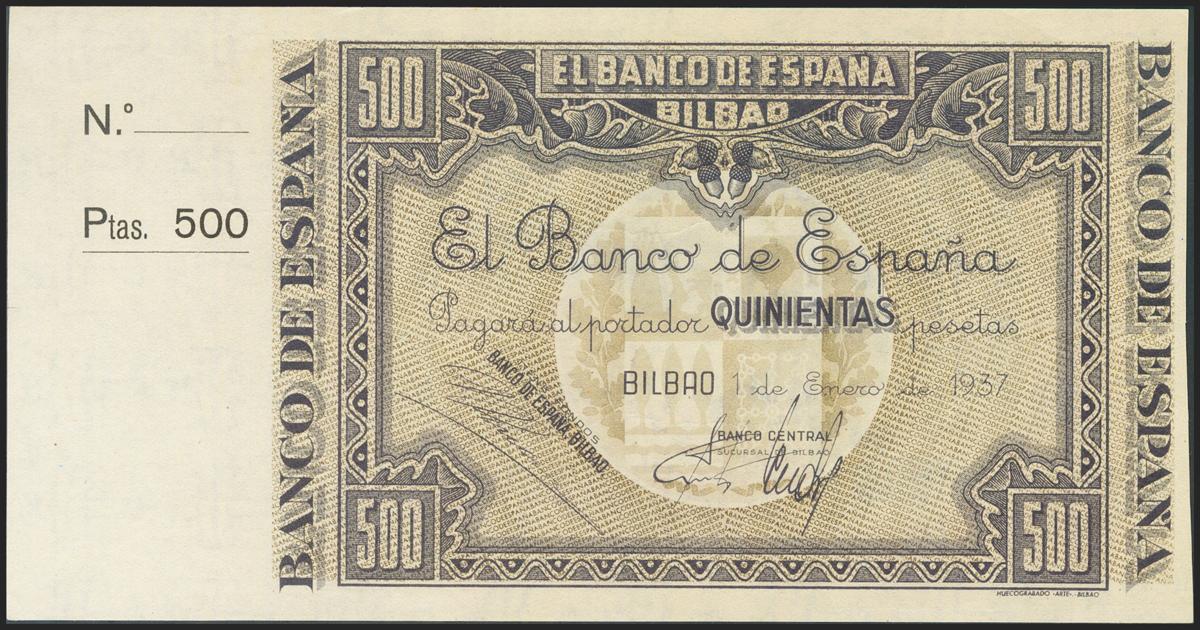 N.º
Ptas. 500
BANCO DE ESPAÑA
500
EL BANCO DE ESPAÑA
BILBAO
500
El Banco de España
Pagará al portador QUINIENTAS pesetas
BILBAO 1 de Enero de 1937
BANCO DE ESPAÑA-BILBAO
BANCO CENTRAL
SUCURSAL DE BILBAO
500
500
BANCO DE ESPAÑA
HUECOGRABADO -ARTE-.-BILBAO